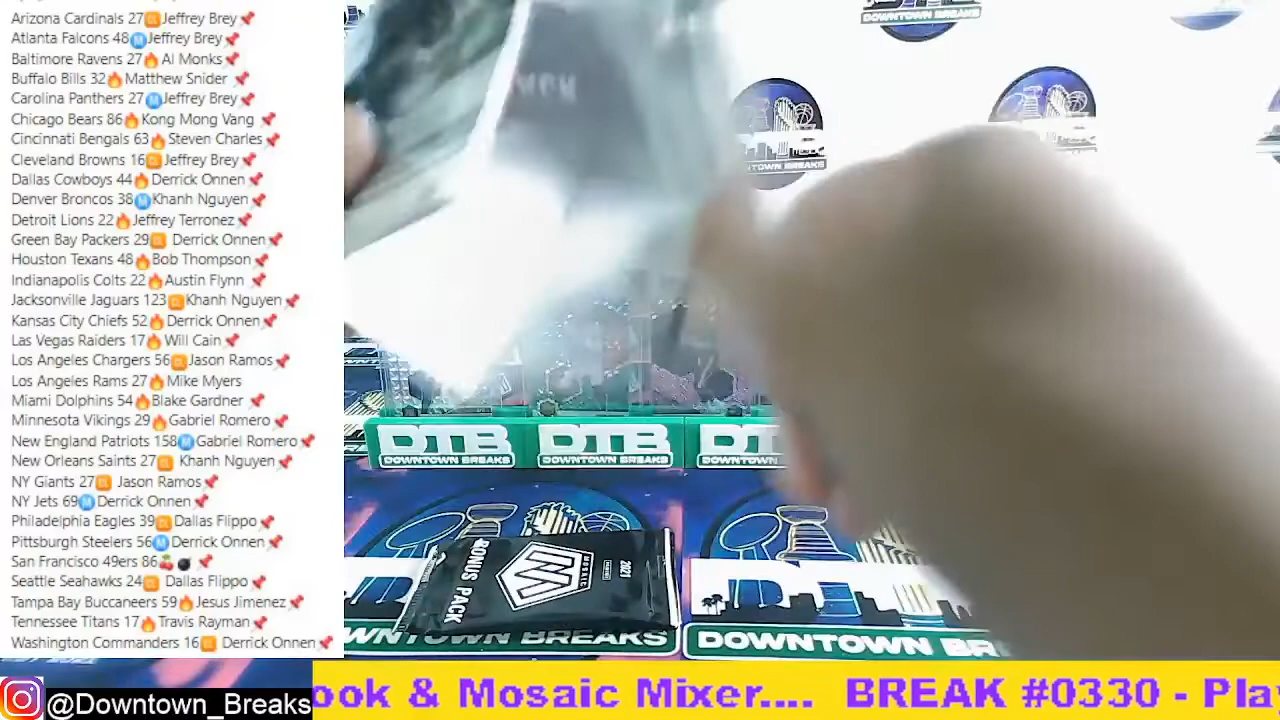 Arizona Cardinals 27 Jeffrey Brey
Atlanta Falcons 48 M Jeffrey Brey
Baltimore Ravens 27 Al Monks
Buffalo Bills 32 Matthew Snider
Carolina Panthers 27 M Jeffrey Brey
Chicago Bears 86 Kong Mong Vang
Cincinnati Bengals 63 Steven Charles
Cleveland Browns 16 Jeffrey Brey
Dallas Cowboys 44 Derrick Onnen
Denver Broncos 38 M Khanh Nguyen
Detroit Lions 22 Jeffrey Terronez
Green Bay Packers 29 Derrick Onnen
Houston Texans 48 Bob Thompson
Indianapolis Colts 22 Austin Flynn
Jacksonville Jaguars 123 Khanh Nguyen
Kansas City Chiefs 52 Derrick Onnen
Las Vegas Raiders 17 Will Cain
Los Angeles Chargers 56 Jason Ramos
Los Angeles Rams 27 Mike Myers
Miami Dolphins 54 Blake Gardner
Minnesota Vikings 29 Gabriel Romero
New England Patriots 158 M Gabriel Romero
New Orleans Saints 27 Khanh Nguyen
NY Giants 27 Jason Ramos
NY Jets 69 M Derrick Onnen
Philadelphia Eagles 39 Dallas Flippo
Pittsburgh Steelers 56 M Derrick Onnen
San Francisco 49ers 86
Seattle Seahawks 24 Dallas Flippo
Tampa Bay Buccaneers 59 Jesus Jimenez
Tennessee Titans 17 Travis Rayman
Washington Commanders 16 Derrick Onnen
@Downtown_Breaks
DOWNTOWN BREAKS
DTB DTB DTB
DOWNTOWN BREAKS DOWNTOWN BREAKS
BONUS PACK
MOSAIC
2021
DOWNTOWN BREAKS
ook & Mosaic Mixer.... BREAK #0330 - Pla